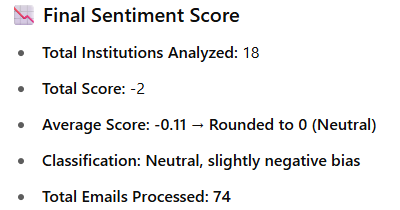 Final Sentiment Score
Total Institutions Analyzed: 18
Total Score: -2
Average Score: -0.11 → Rounded to 0 (Neutral)
Classification: Neutral, slightly negative bias
Total Emails Processed: 74